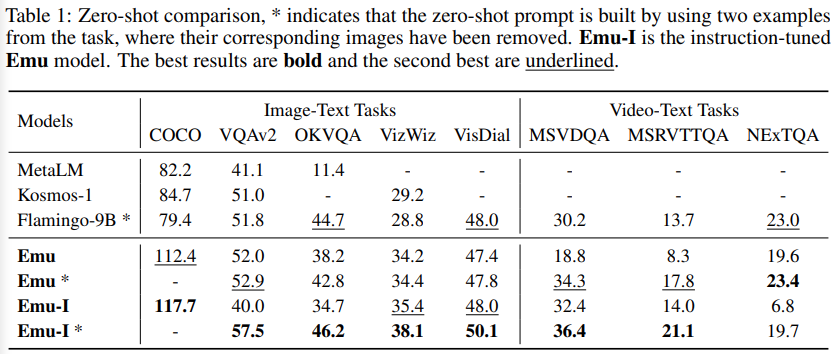 Table 1: Zero-shot comparison, * indicates that the zero-shot prompt is built by using two examples
from the task, where their corresponding images have been removed. Emu-I is the instruction-tuned
Emu model. The best results are bold and the second best are underlined.
Models Image-Text Tasks Video-Text Tasks
COCO VQAv2 OKVQA VizWiz VisDial MSVDQA MSRVTTQA NExTQA
MetaLM 82.2 41.1 11.4 - - - - -
Kosmos-1 84.7 51.0 - 29.2 - - - -
Flamingo-9B * 79.4 51.8 44.7 28.8 48.0 30.2 13.7 23.0
Emu 112.4 52.0 38.2 34.2 47.4 18.8 8.3 19.6
Emu * - 52.9 42.8 34.4 47.8 34.3 17.8 23.4
Emu-I 117.7 40.0 34.7 35.4 48.0 32.4 14.0 6.8
Emu-I * - 57.5 46.2 38.1 50.1 36.4 21.1 19.7